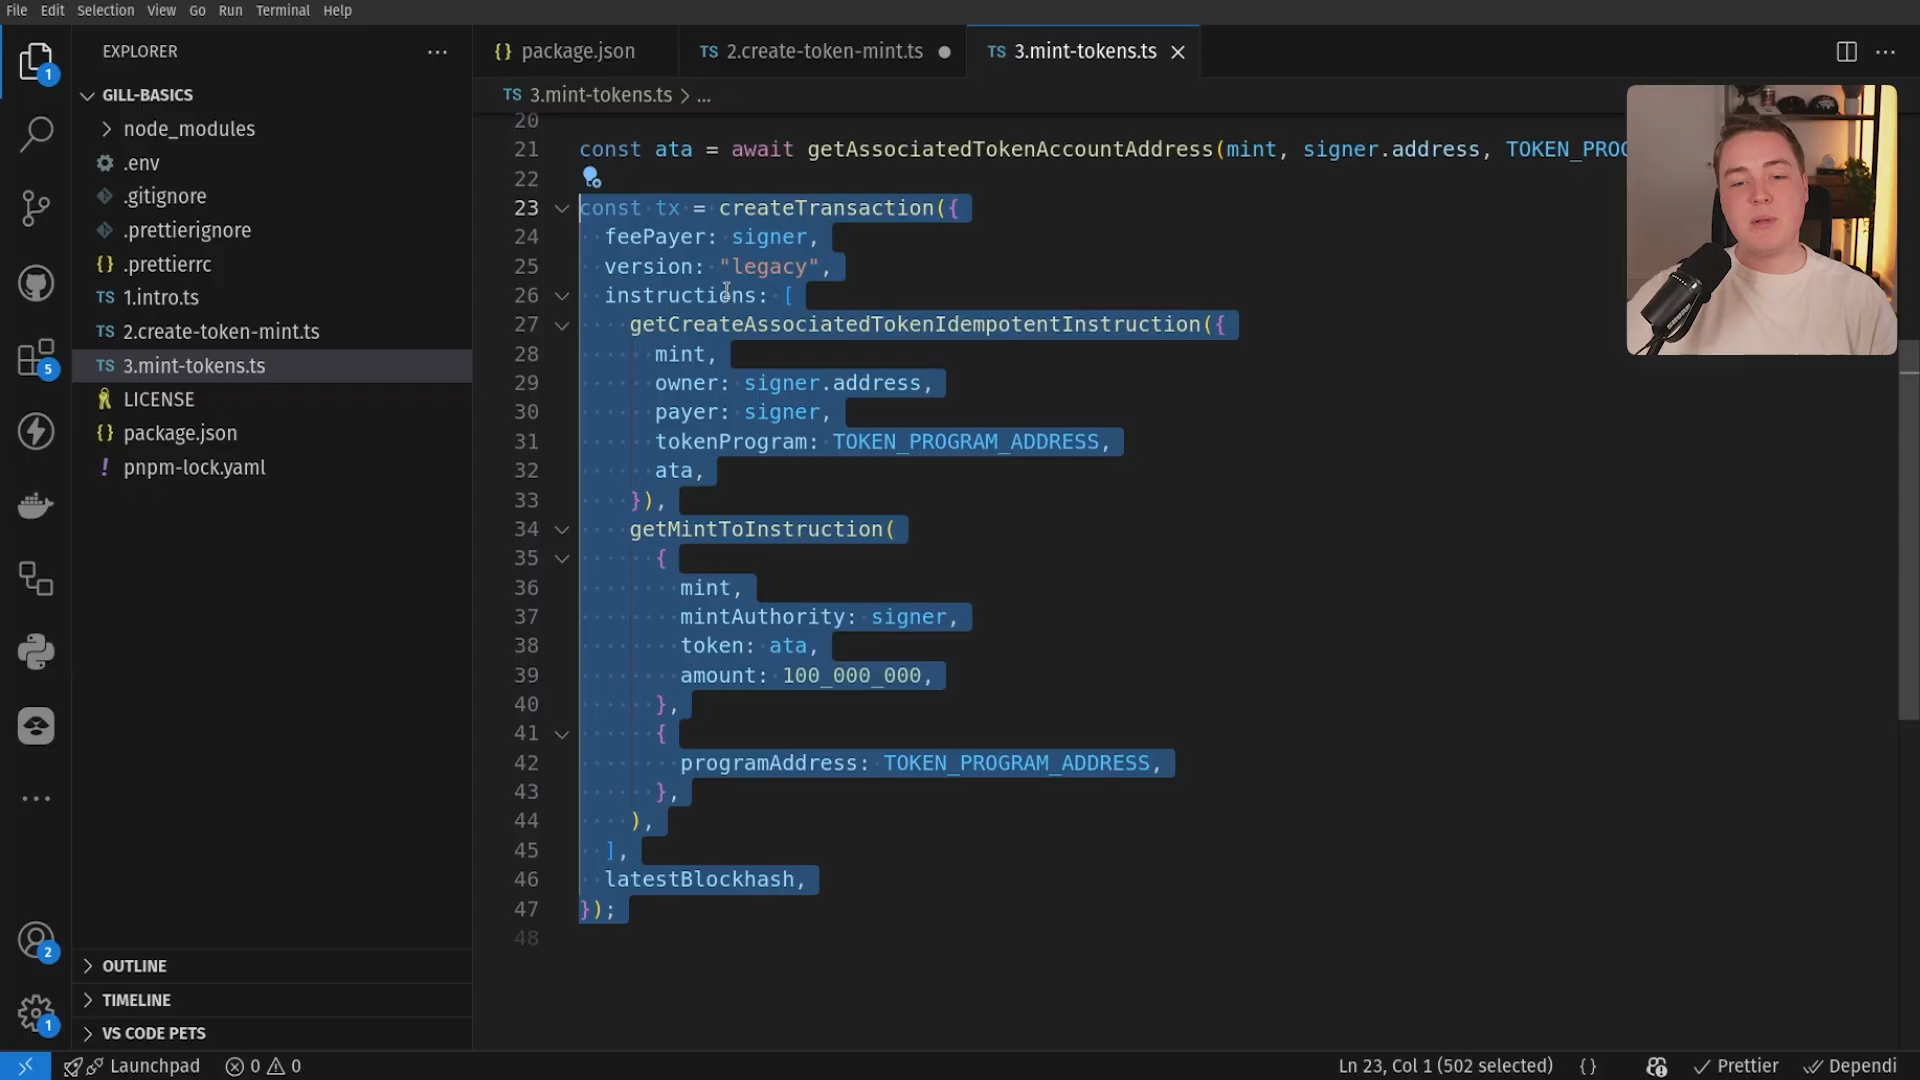 File Edit Selection View Go Run Terminal Help
EXPLORER ···
{} package.json
TS 2.create-token-mint.ts
TS 3.mint-tokens.ts
TS 3.mint-tokens.ts > ...
GILL-BASICS
node_modules
.env
.gitignore
.prettierignore
{} .prettierrc
TS 1.intro.ts
TS 2.create-token-mint.ts
TS 3.mint-tokens.ts
LICENSE
{} package.json
! pnpm-lock.yaml
OUTLINE
TIMELINE
VS CODE PETS
1
5
2
1
20
21 const ata = await getAssociatedTokenAccountAddress(mint, signer.address, TOKEN_PROG
22
23 const tx = createTransaction({
24 feePayer: signer,
25 version: "legacy",
26 instructions: [
27 getCreateAssociatedTokenIdempotentInstruction({
28 mint,
29 owner: signer.address,
30 payer: signer,
31 tokenProgram: TOKEN_PROGRAM_ADDRESS,
32 ata,
33 }),
34 getMintToInstruction(
35 {
36 mint,
37 mintAuthority: signer,
38 token: ata,
39 amount: 100_000_000,
40 },
41 {
42 programAddress: TOKEN_PROGRAM_ADDRESS,
43 },
44 ),
45 ],
46 latestBlockhash,
47 });
48
Launchpad 0 0
Ln 23, Col 1 (502 selected) {} Prettier Dependi